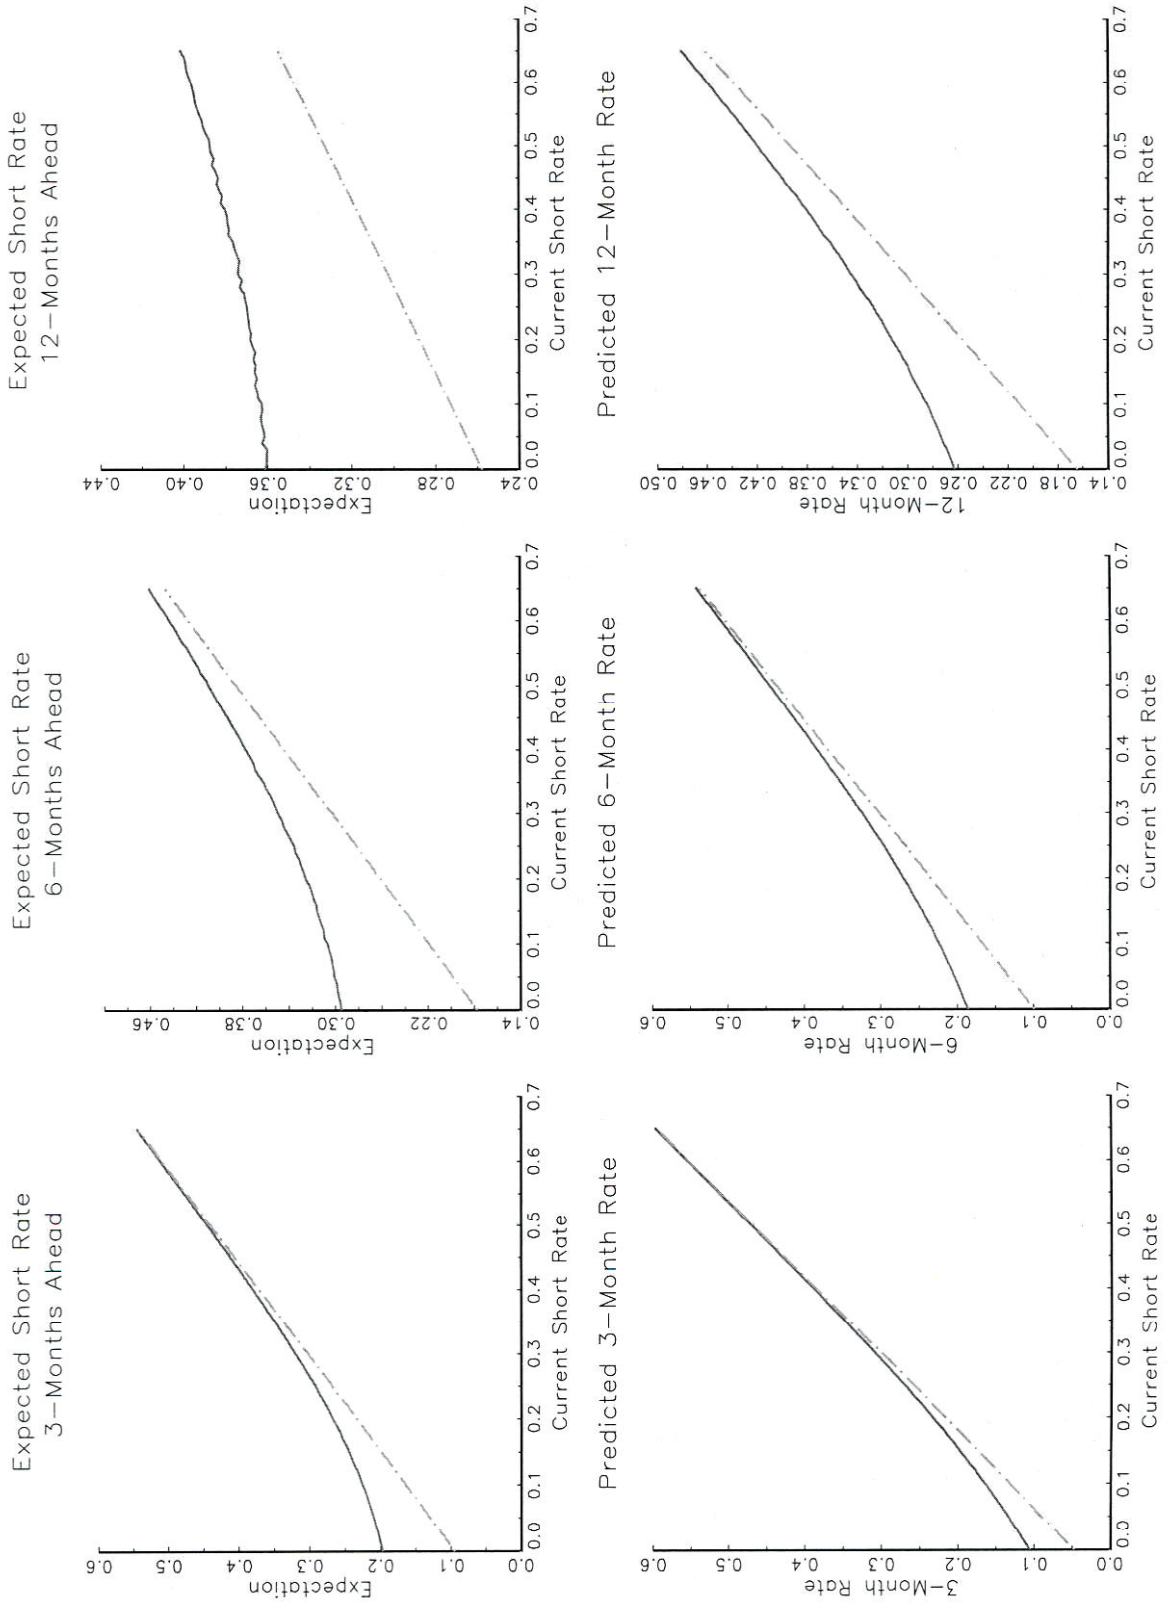 Expected Short Rate
3-Months Ahead
Expectation
0.6
0.5
0.4
0.3
0.2
0.1
0.0
0.0 0.1 0.2 0.3 0.4 0.5 0.6 0.7
Current Short Rate
Expected Short Rate
6-Months Ahead
Expectation
0.46
0.38
0.30
0.22
0.14
0.0 0.1 0.2 0.3 0.4 0.5 0.6 0.7
Current Short Rate
Expected Short Rate
12-Months Ahead
Expectation
0.44
0.40
0.36
0.32
0.28
0.24
0.0 0.1 0.2 0.3 0.4 0.5 0.6 0.7
Current Short Rate
Predicted 3-Month Rate
3-Month Rate
0.6
0.5
0.4
0.3
0.2
0.1
0.0
0.0 0.1 0.2 0.3 0.4 0.5 0.6 0.7
Current Short Rate
Predicted 6-Month Rate
6-Month Rate
0.6
0.5
0.4
0.3
0.2
0.1
0.0
0.0 0.1 0.2 0.3 0.4 0.5 0.6 0.7
Current Short Rate
Predicted 12-Month Rate
12-Month Rate
0.50
0.46
0.42
0.38
0.34
0.30
0.26
0.22
0.18
0.14
0.0 0.1 0.2 0.3 0.4 0.5 0.6 0.7
Current Short Rate